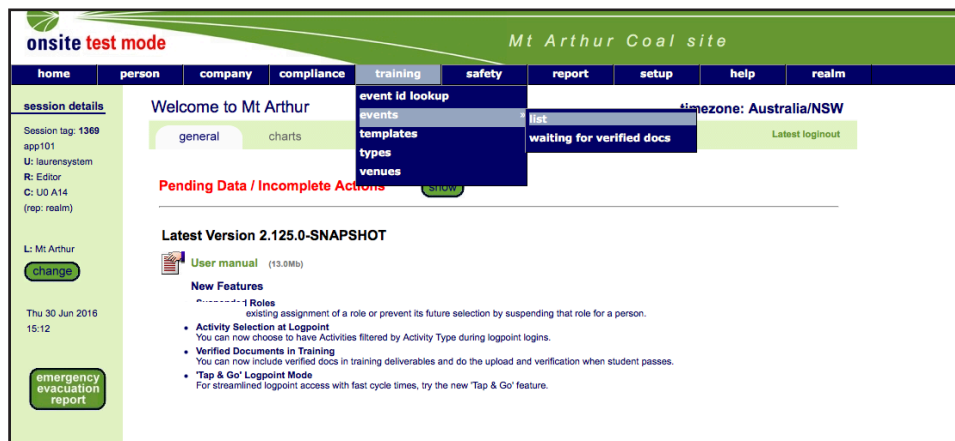 onsite test mode
Mt Arthur Coal site
home person company compliance training safety report setup help realm
event id lookup
events »
templates
types
venues
list
waiting for verified docs
session details
Session tag: 1369
app101
U: laurensystem
R: Editor
C: U0 A14
(rep: realm)
L: Mt Arthur
change
Thu 30 Jun 2016
15:12
emergency
evacuation
report
Welcome to Mt Arthur
timezone: Australia/NSW
general charts
Latest loginout
Pending Data / Incomplete Actions
show
Latest Version 2.125.0-SNAPSHOT
User manual (13.0Mb)
New Features
Roles
existing assignment of a role or prevent its future selection by suspending that role for a person.
• Activity Selection at Logpoint
You can now choose to have Activities filtered by Activity Type during logpoint logins.
• Verified Documents in Training
You can now include verified docs in training deliverables and do the upload and verification when student passes.
• 'Tap & Go' Logpoint Mode
For streamlined logpoint access with fast cycle times, try the new 'Tap & Go' feature.